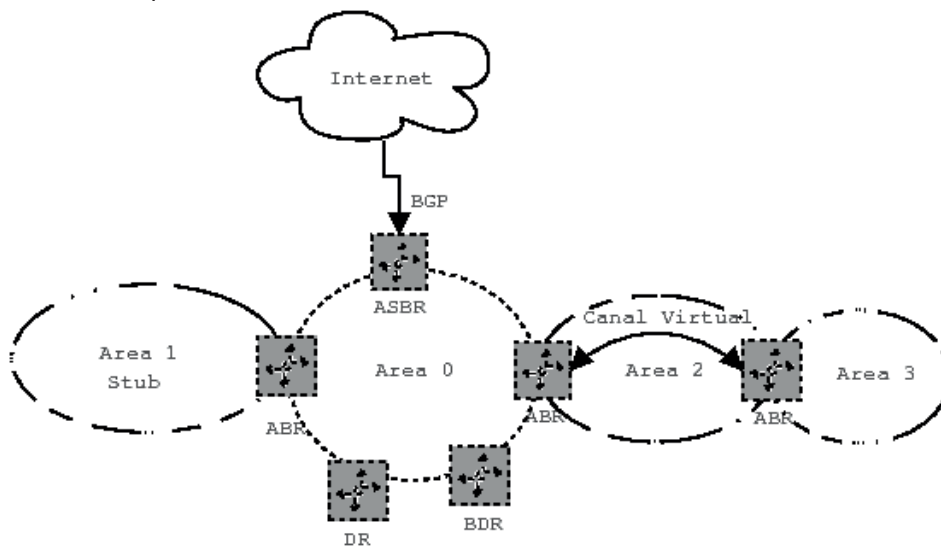 Internet
BGP
ASBR
Canal Virtual
Area 1
Stub
Area 0
Area 2
Area 3
ABR
ABR
ABR
DR
BDR